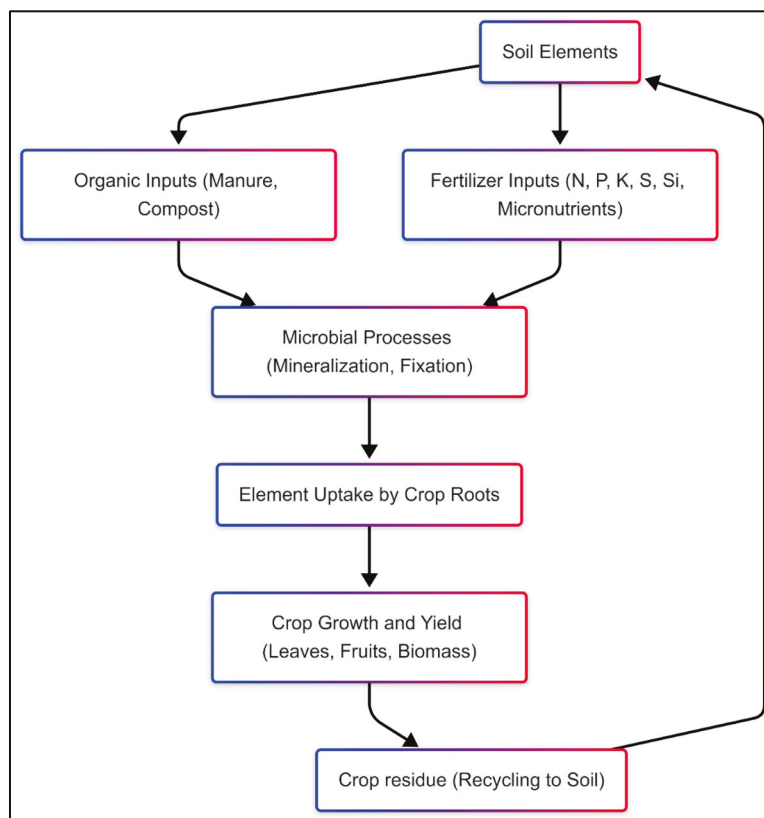 Soil Elements
Organic Inputs (Manure,
Compost)
Fertilizer Inputs (N, P, K, S, Si,
Micronutrients)
Microbial Processes
(Mineralization, Fixation)
Element Uptake by Crop Roots
Crop Growth and Yield
(Leaves, Fruits, Biomass)
Crop residue (Recycling to Soil)